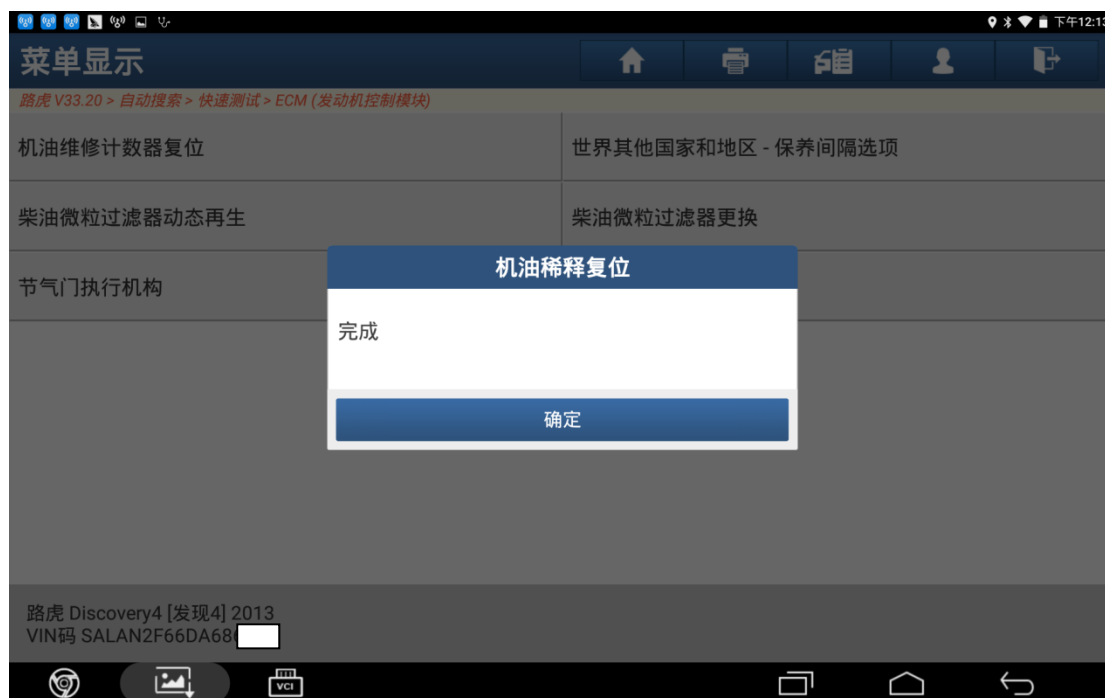 下午12:13
菜单显示
路虎 V33.20 > 自动搜索 > 快速测试 > ECM (发动机控制模块)
机油维修计数器复位
世界其他国家和地区 - 保养间隔选项
柴油微粒过滤器动态再生
柴油微粒过滤器更换
节气门执行机构
机油稀释复位
完成
确定
路虎 Discovery4 [发现4] 2013
VIN码 SALAN2F66DA68
VCI